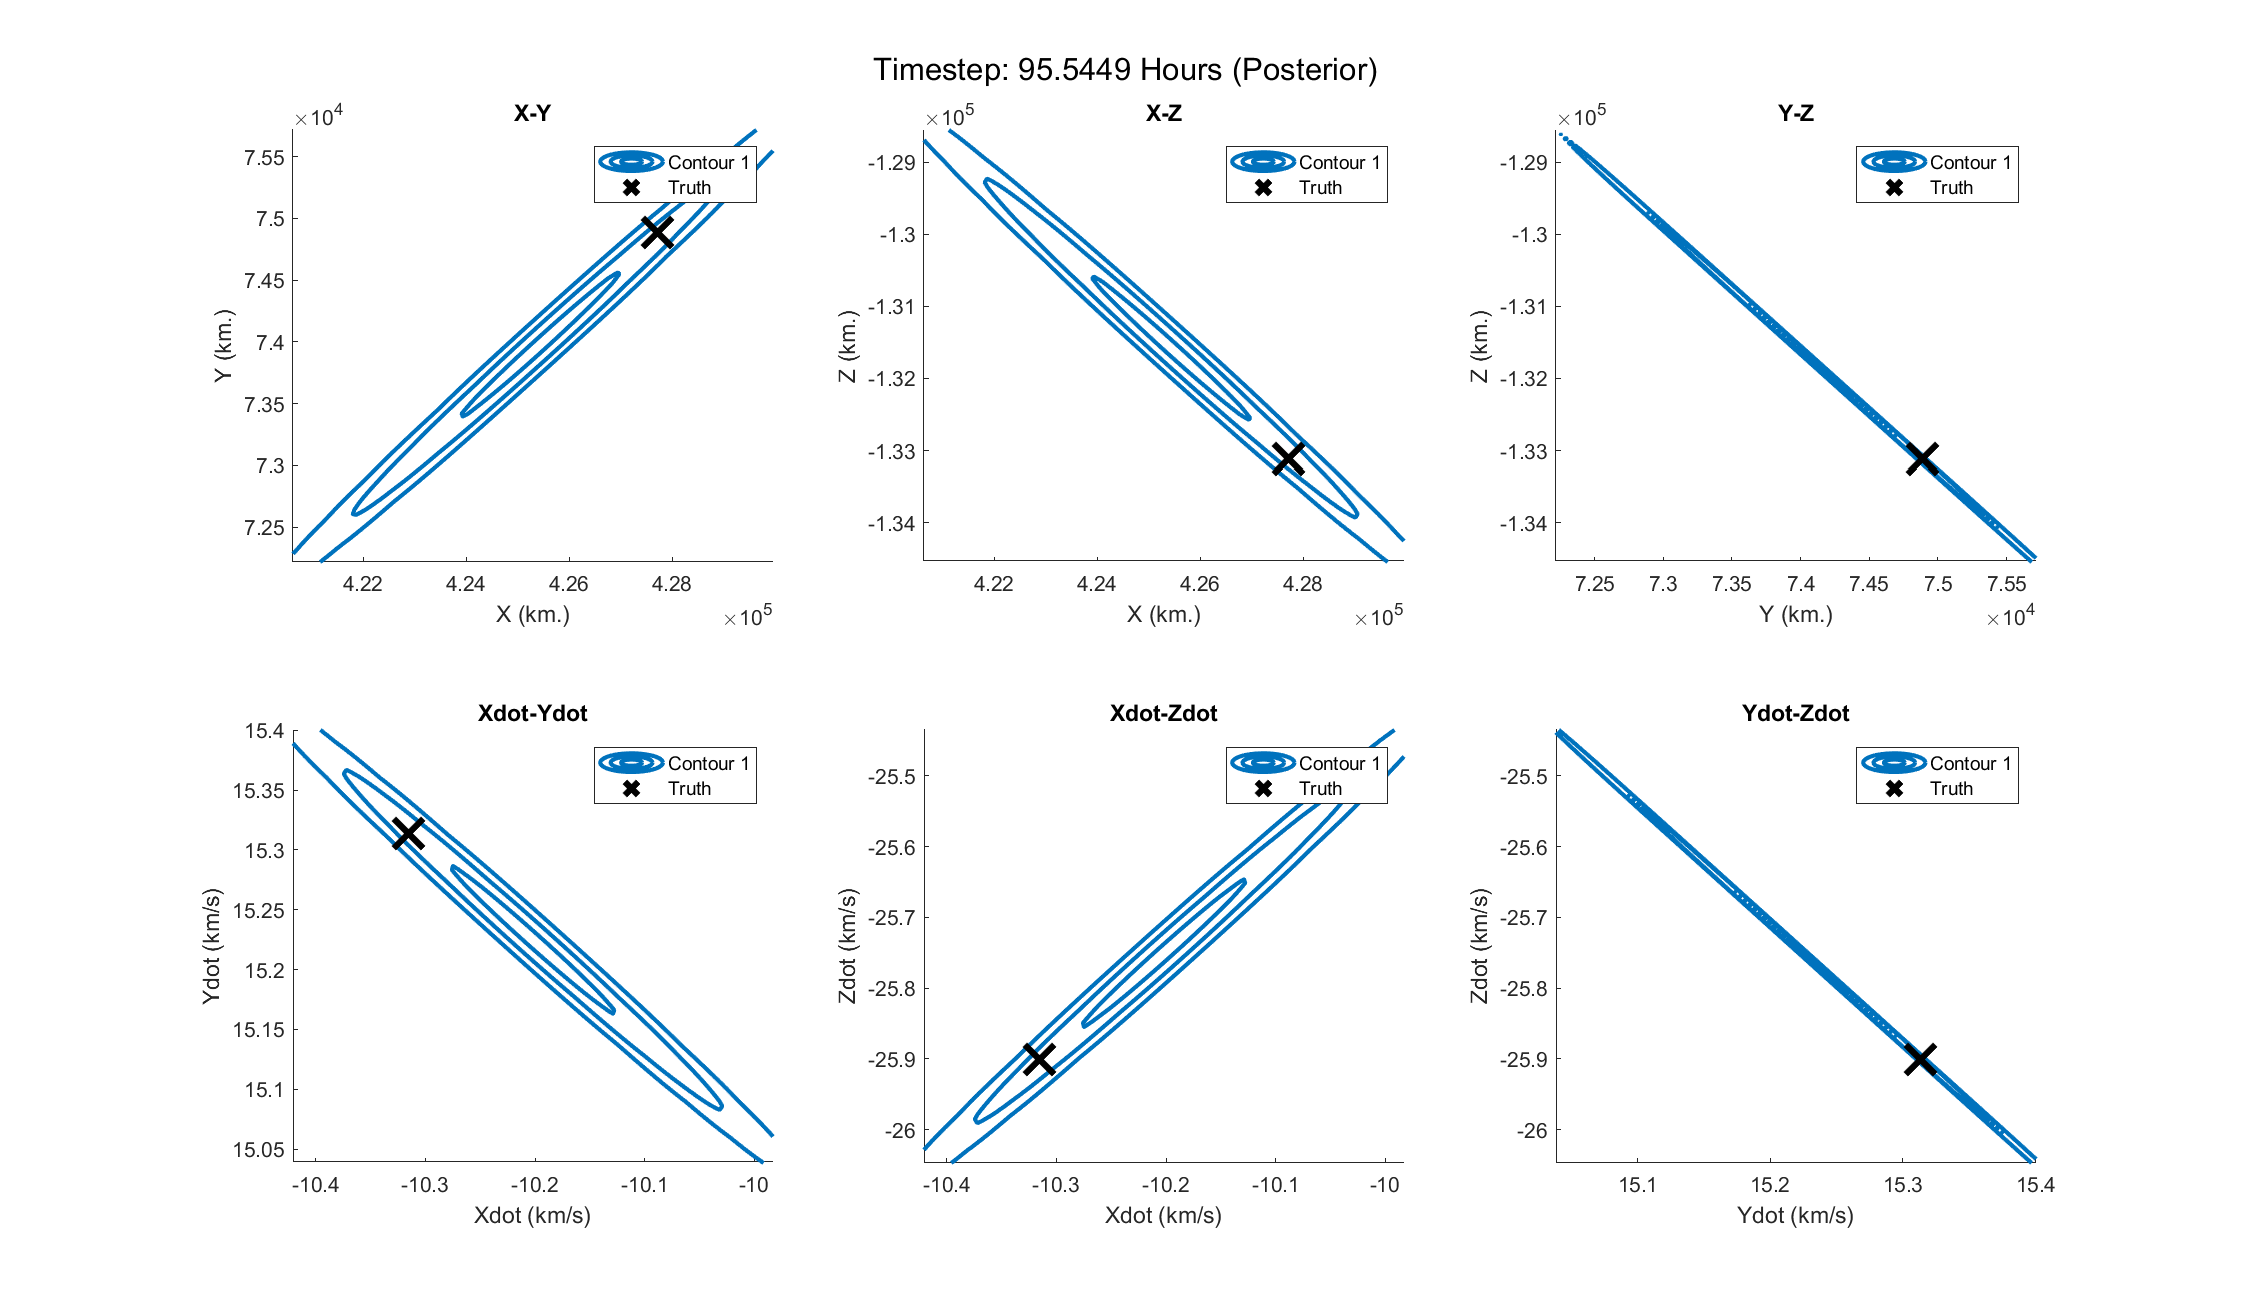 Timestep: 95.5449 Hours (Posterior)
X-Y
×10^4
7.55
7.5
7.45
7.4
7.35
7.3
7.25
Y (km.)
4.22 4.24 4.26 4.28
X (km.)
×10^5
Contour 1
Truth
X-Z
×10^5
-1.29
-1.3
-1.31
-1.32
-1.33
-1.34
Z (km.)
4.22 4.24 4.26 4.28
X (km.)
×10^5
Contour 1
Truth
Y-Z
×10^5
-1.29
-1.3
-1.31
-1.32
-1.33
-1.34
Z (km.)
7.25 7.3 7.35 7.4 7.45 7.5 7.55
Y (km.)
×10^4
Contour 1
Truth
Xdot-Ydot
15.4
15.35
15.3
15.25
15.2
15.15
15.1
15.05
Ydot (km/s)
-10.4 -10.3 -10.2 -10.1 -10
Xdot (km/s)
Contour 1
Truth
Xdot-Zdot
-25.5
-25.6
-25.7
-25.8
-25.9
-26
Zdot (km/s)
-10.4 -10.3 -10.2 -10.1 -10
Xdot (km/s)
Contour 1
Truth
Ydot-Zdot
-25.5
-25.6
-25.7
-25.8
-25.9
-26
Zdot (km/s)
15.1 15.2 15.3 15.4
Ydot (km/s)
Contour 1
Truth